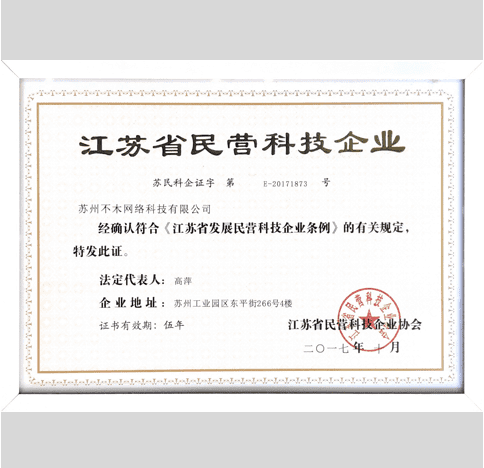 江苏省民营科技企业
苏民科企证字 第 E-20171873 号
苏州不木网络科技有限公司
经确认符合《江苏省发展民营科技企业条例》的有关规定，
特发此证。
法定代表人：高萍
企业地址：苏州工业园区东平街266号4楼
证书有效期：伍年
江苏省民营科技企业协会
二〇一七年 月